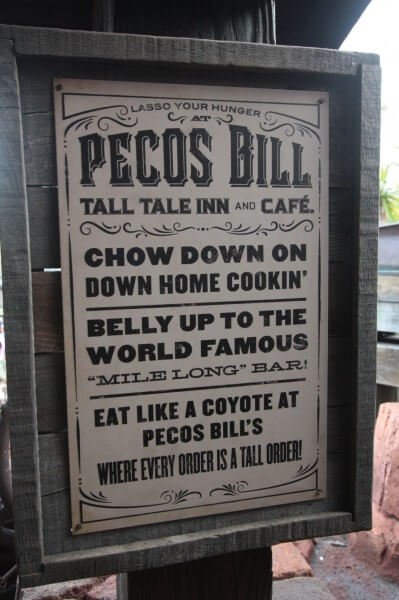 LASSO YOUR HUNGER
AT
PECOS BILL
TALL TALE INN AND CAFÉ.
CHOW DOWN ON
DOWN HOME COOKIN'
BELLY UP TO THE
WORLD FAMOUS
"MILE LONG" BAR!
EAT LIKE A COYOTE AT
PECOS BILL'S
WHERE EVERY ORDER IS A TALL ORDER!